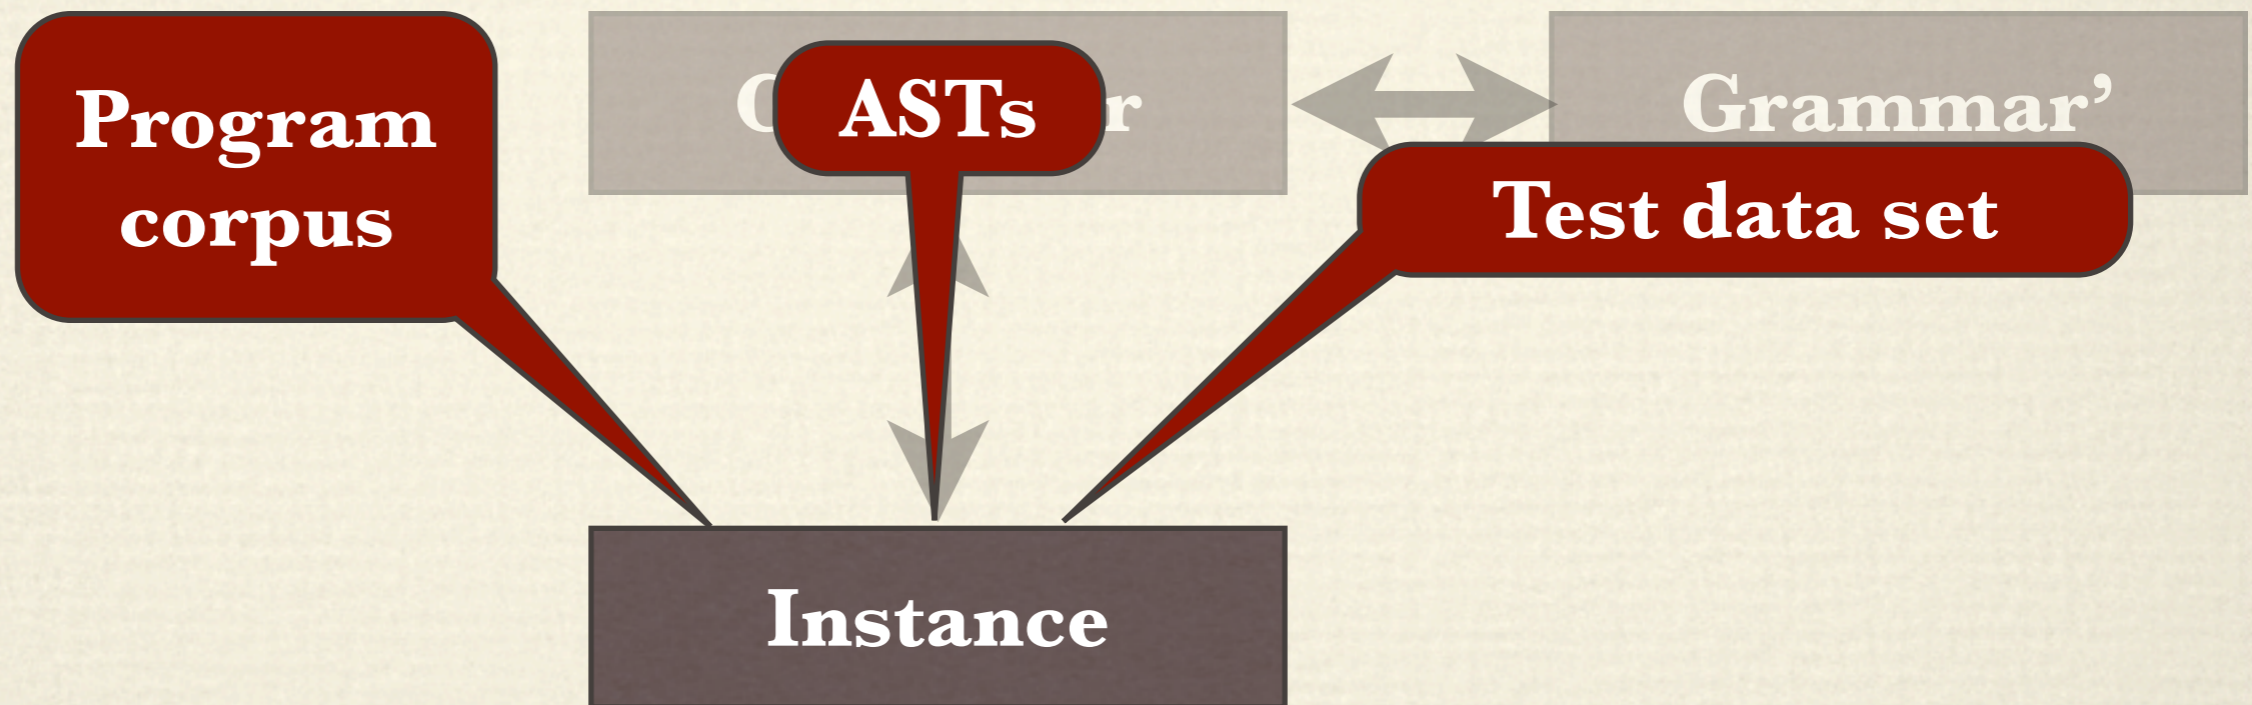 Program
corpus
ASTs
Grammar’
Test data set
Instance